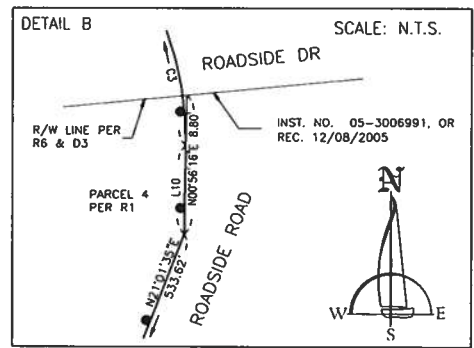 DETAIL B
SCALE: N.T.S.
C3
ROADSIDE DR
R/W LINE PER
R6 & D3
INST. NO. 05-3006991, OR
REC. 12/08/2005
N00°56'16"E 8.80'
PARCEL 4
PER R1
L10
N21°01'35"E
533.62'
ROADSIDE ROAD
N
W
E
S